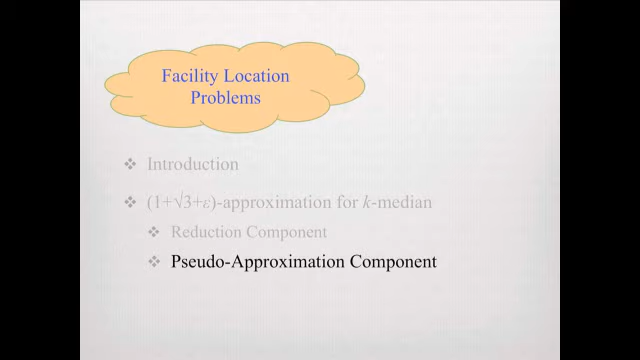 Facility Location
Problems
❖ Introduction
❖ (1+√3+ε)-approximation for k-median
❖ Reduction Component
❖ Pseudo-Approximation Component